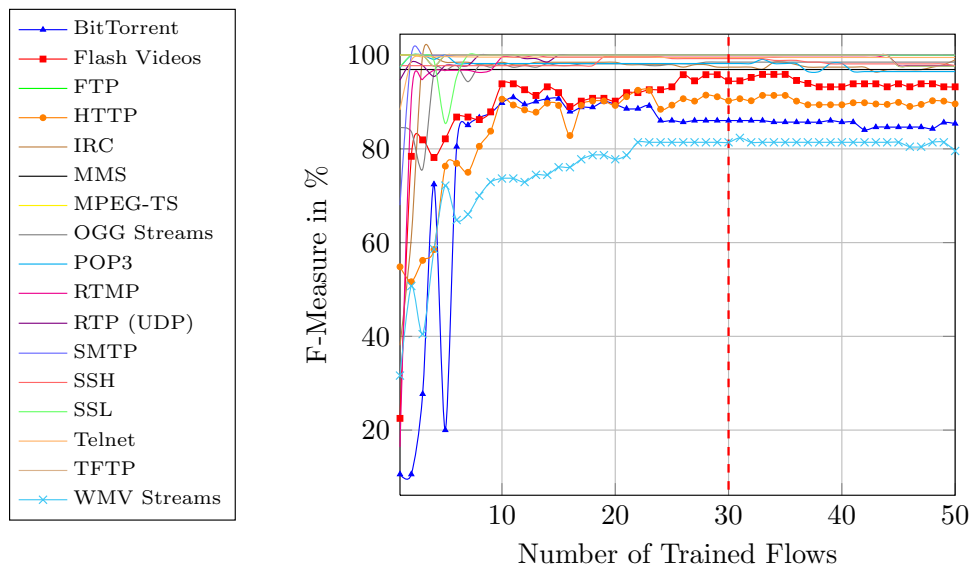 BitTorrent
Flash Videos
FTP
HTTP
IRC
MMS
MPEG-TS
OGG Streams
POP3
RTMP
RTP (UDP)
SMTP
SSH
SSL
Telnet
TFTP
WMV Streams
F-Measure in %
100
80
60
40
20
10
20
30
40
50
Number of Trained Flows